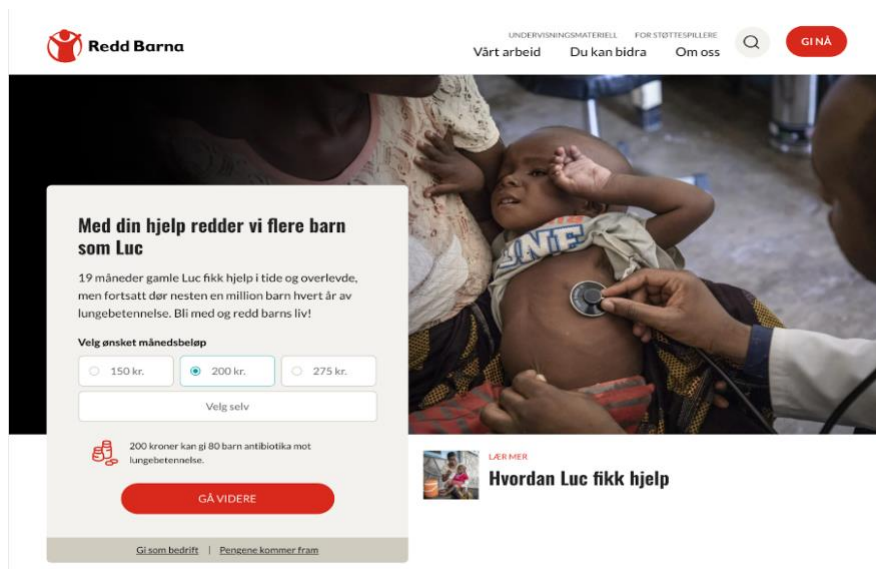 Redd Barna
UNDERVISNINGSMATERIELL FOR STØTTESPILLERE
Vårt arbeid Du kan bidra Om oss
GI NÅ
Med din hjelp redder vi flere barn
som Luc
19 måneder gamle Luc fikk hjelp i tide og overlevde,
men fortsatt dør nesten en million barn hvert år av
lungebetennelse. Bli med og redd barns liv!
Velg ønsket månedsbeløp
150 kr. 200 kr. 275 kr.
Velg selv
200 kroner kan gi 80 barn antibiotika mot
lungebetennelse.
GÅ VIDERE
Gi som bedrift | Pengene kommer fram
LÆR MER
Hvordan Luc fikk hjelp